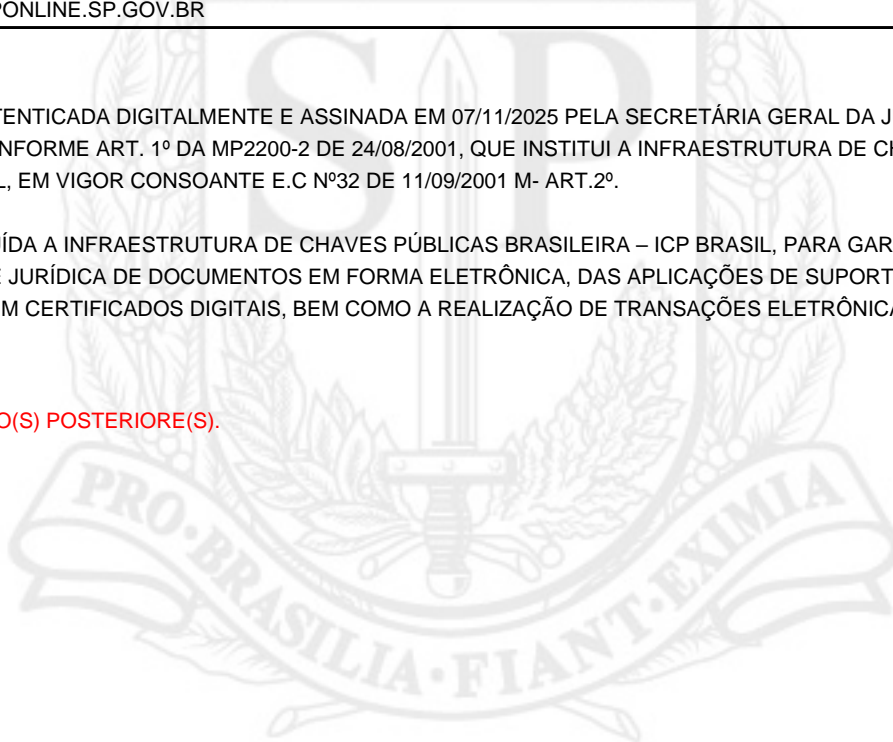 PONLINE.SP.GOV.BR
TENTICADA DIGITALMENTE E ASSINADA EM 07/11/2025 PELA SECRETÁRIA GERAL DA J
NFORME ART. 1º DA MP2200-2 DE 24/08/2001, QUE INSTITUI A INFRAESTRUTURA DE CH
L, EM VIGOR CONSOANTE E.C Nº32 DE 11/09/2001 M- ART.2º.
ÍDA A INFRAESTRUTURA DE CHAVES PÚBLICAS BRASILEIRA – ICP BRASIL, PARA GAR
E JURÍDICA DE DOCUMENTOS EM FORMA ELETRÔNICA, DAS APLICAÇÕES DE SUPORT
M CERTIFICADOS DIGITAIS, BEM COMO A REALIZAÇÃO DE TRANSAÇÕES ELETRÔNICA
O(S) POSTERIORE(S).
SP
PRO·BRASILIA·FIANT·EXIMIA